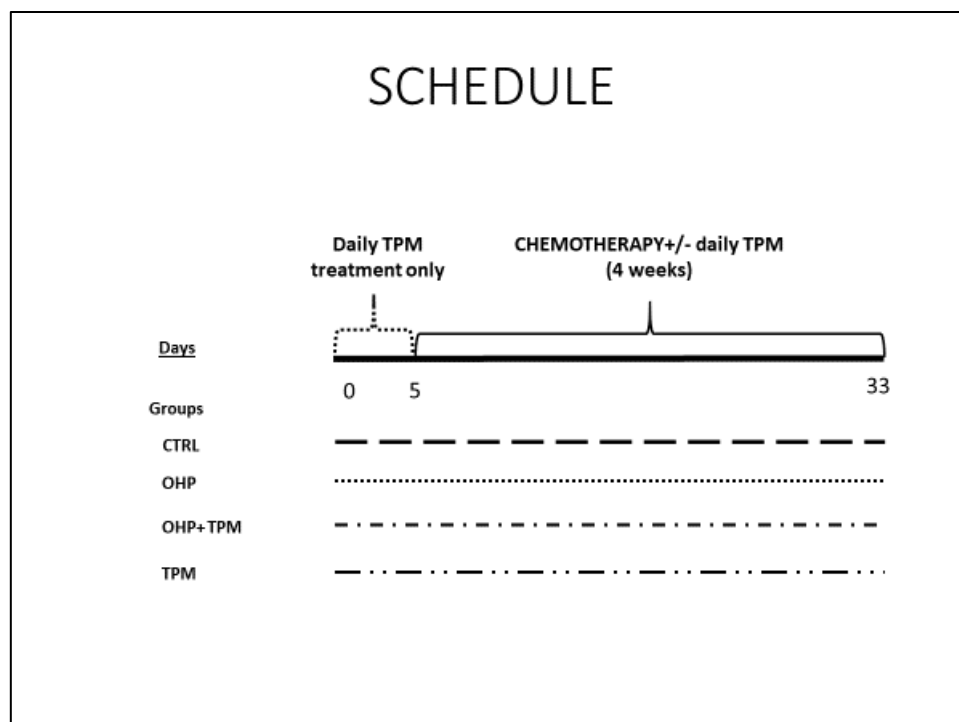 SCHEDULE
Daily TPM
treatment only
CHEMOTHERAPY+/- daily TPM
(4 weeks)
Days
0 5 33
Groups
CTRL
OHP
OHP+TPM
TPM